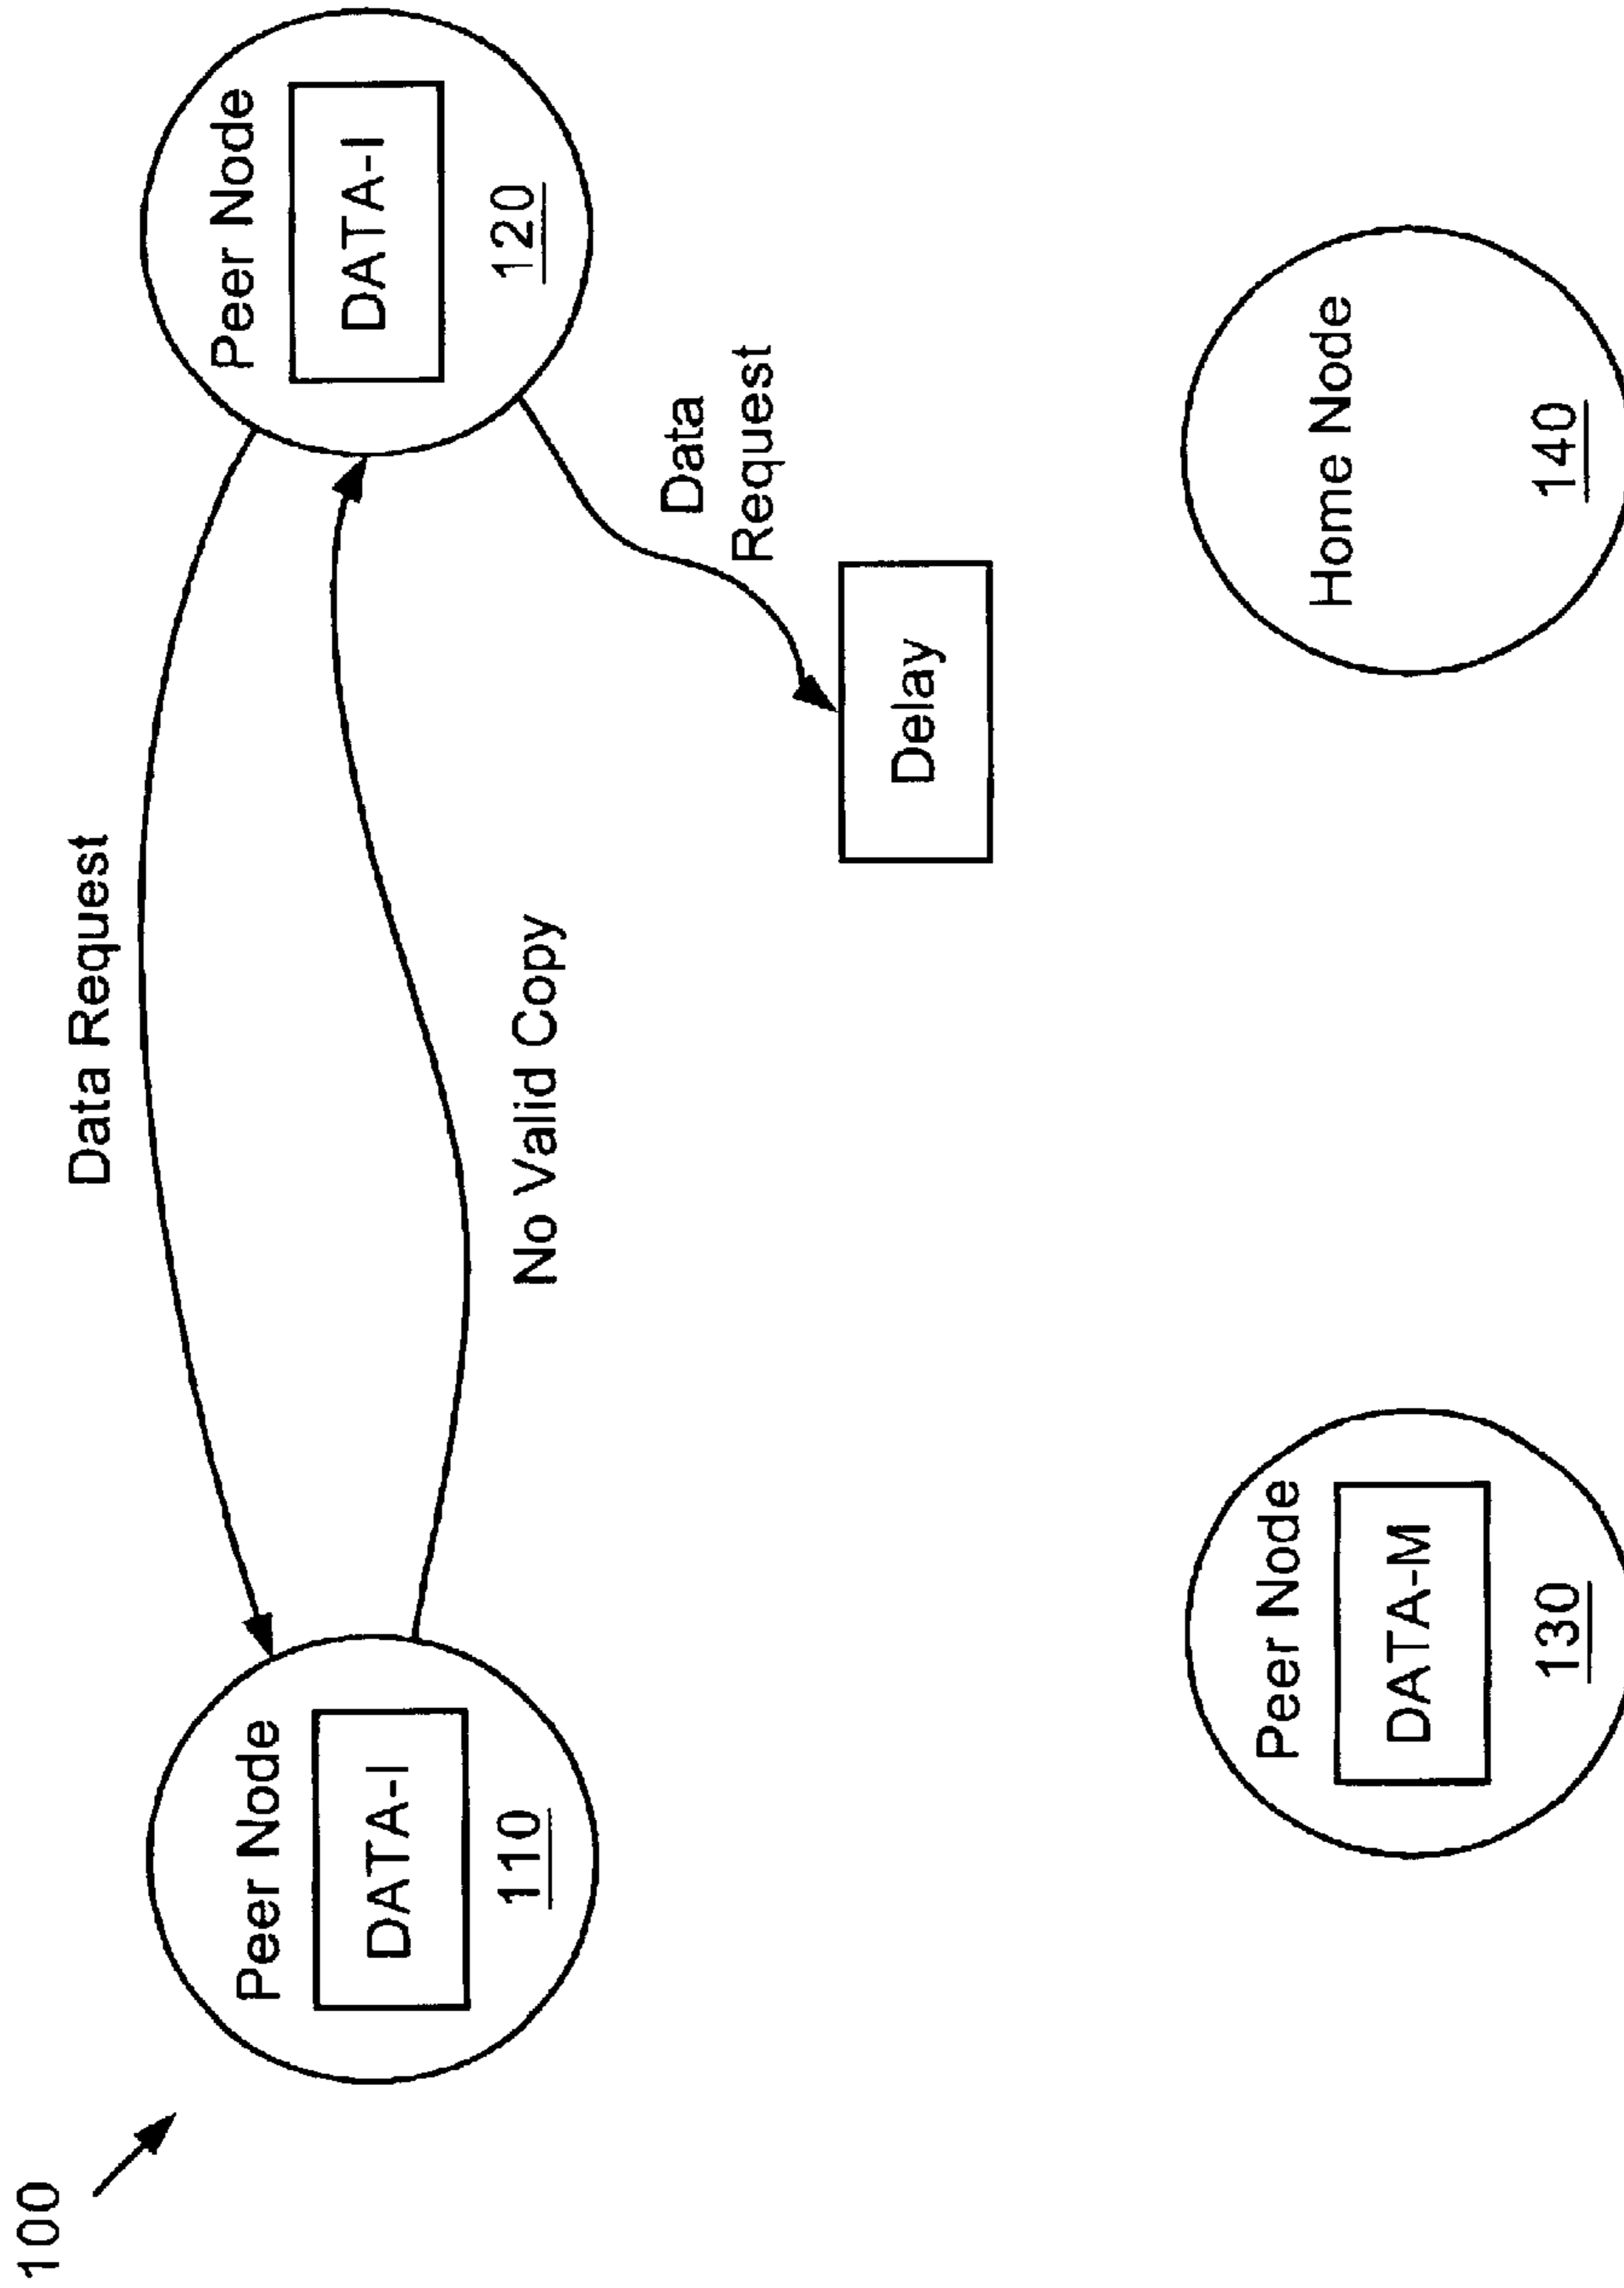 100
Data Request
Peer Node
DATA-I
110
Peer Node
DATA-I
120
No Valid Copy
Data
Request
Delay
Peer Node
DATA-M
130
Home Node
140